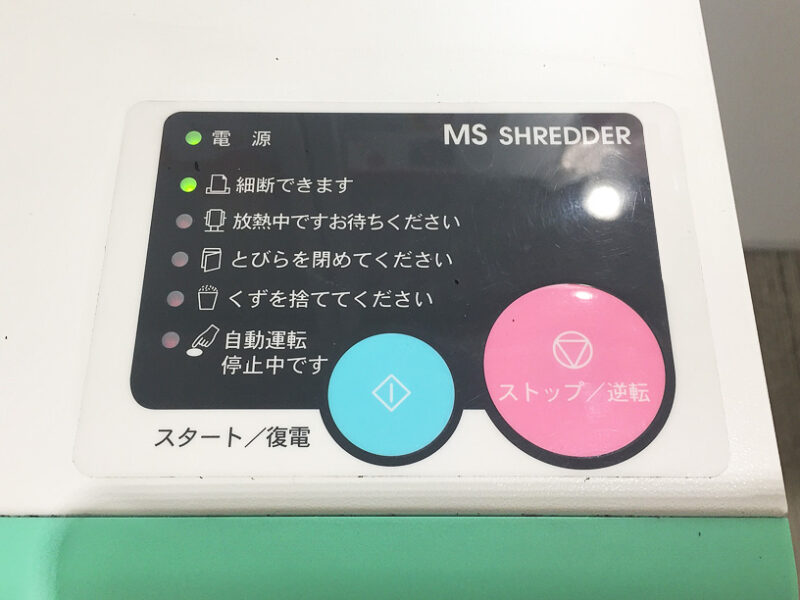 電 源
MS SHREDDER
細断できます
放熱中ですお待ちください
とびらを閉めてください
くずを捨ててください
自動運転
停止中です
ストップ／逆転
スタート／復電